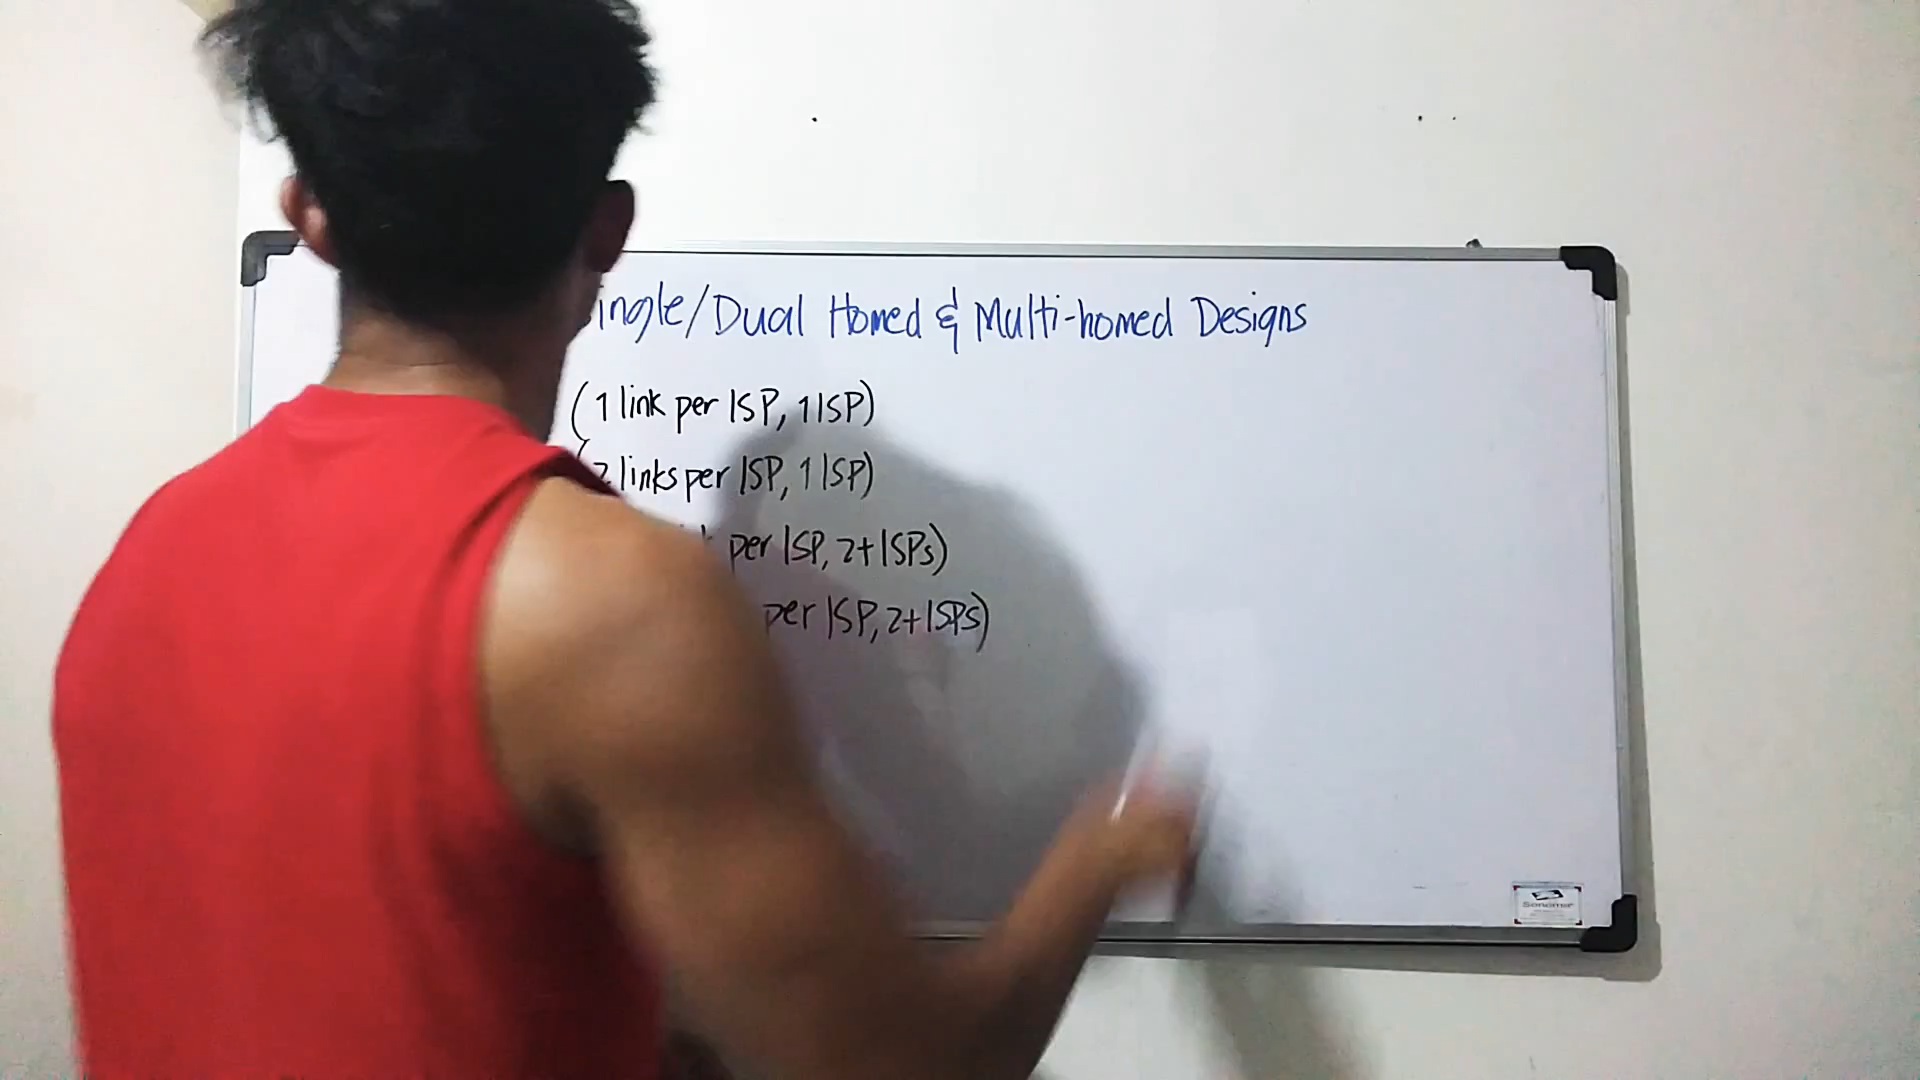 ingle/Dual Homed & Multi-homed Designs
(1 link per ISP, 1 ISP)
(2 links per ISP, 1 ISP)
per ISP, 2+ ISPs)
per ISP, 2+ ISPs)